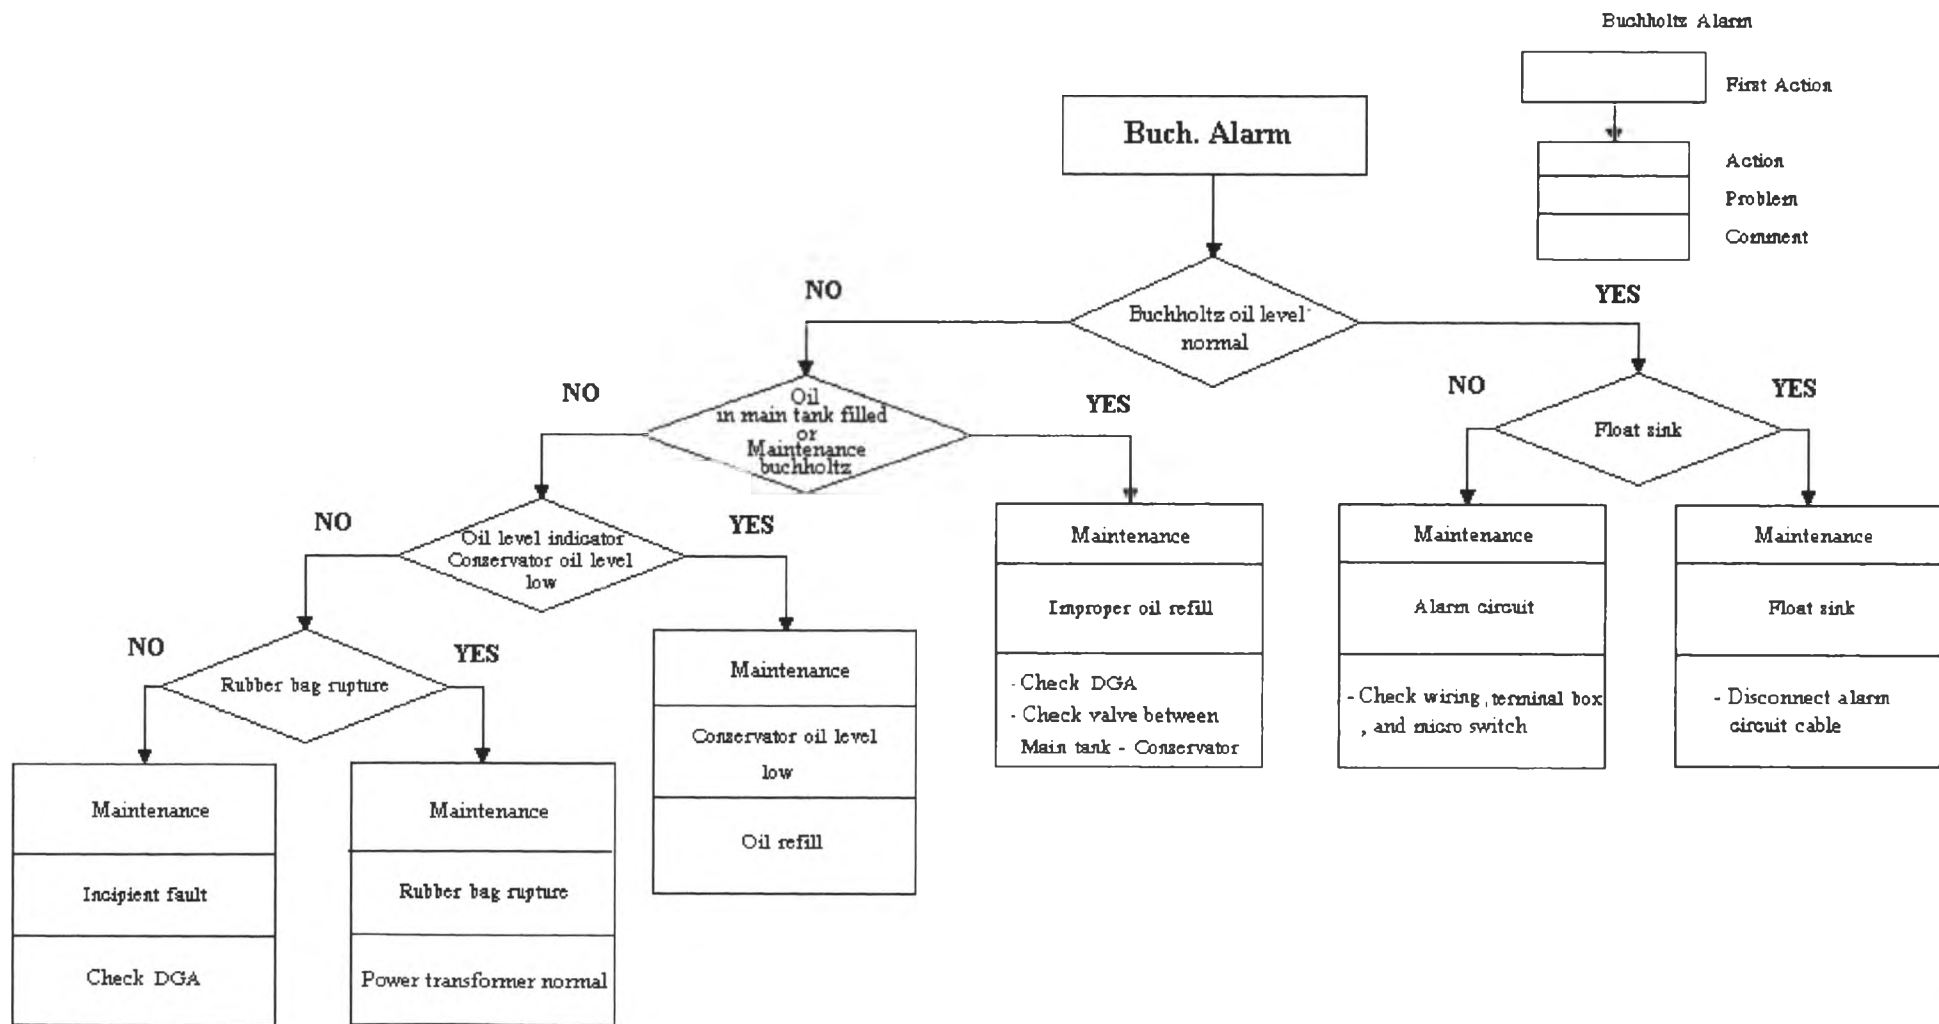 Buchholtz Alarm
First Action
Action
Problem
Comment
Buch. Alarm
NO
YES
Buchholtz oil level
normal
NO
YES
Oil
in main tank filled
or
Maintenance
buchholtz
NO
YES
Float sink
NO
YES
Oil level indicator
Conservator oil level
low
NO
YES
Rubber bag rupture
Maintenance
Incipient fault
Check DGA
Maintenance
Rubber bag rupture
Power transformer normal
Maintenance
Conservator oil level
low
Oil refill
Maintenance
Improper oil refill
- Check DGA
- Check valve between
Main tank - Conservator
Maintenance
Alarm circuit
- Check wiring, terminal box
, and micro switch
Maintenance
Float sink
- Disconnect alarm
circuit cable